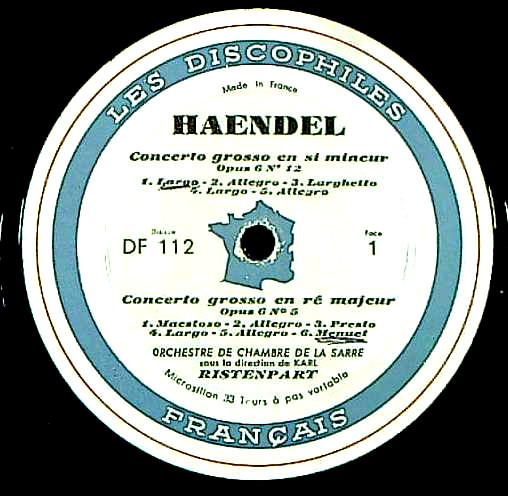 LES DISCOPHILES
Made in France
HAENDEL
Concerto grosso en si mineur
Opus 6 Nº 12
1. Largo - 2. Allegro - 3. Larghetto
4. Largo - 5. Allegro
Disque
DF 112
Face
1
Concerto grosso en ré majeur
Opus 6 Nº 5
1. Maestoso - 2. Allegro - 3. Presto
4. Largo - 5. Allegro - 6. Menuet
ORCHESTRE DE CHAMBRE DE LA SARRE
sous la direction de KARL
RISTENPART
Microsillon 33 Tours à pas variable
FRANÇAIS